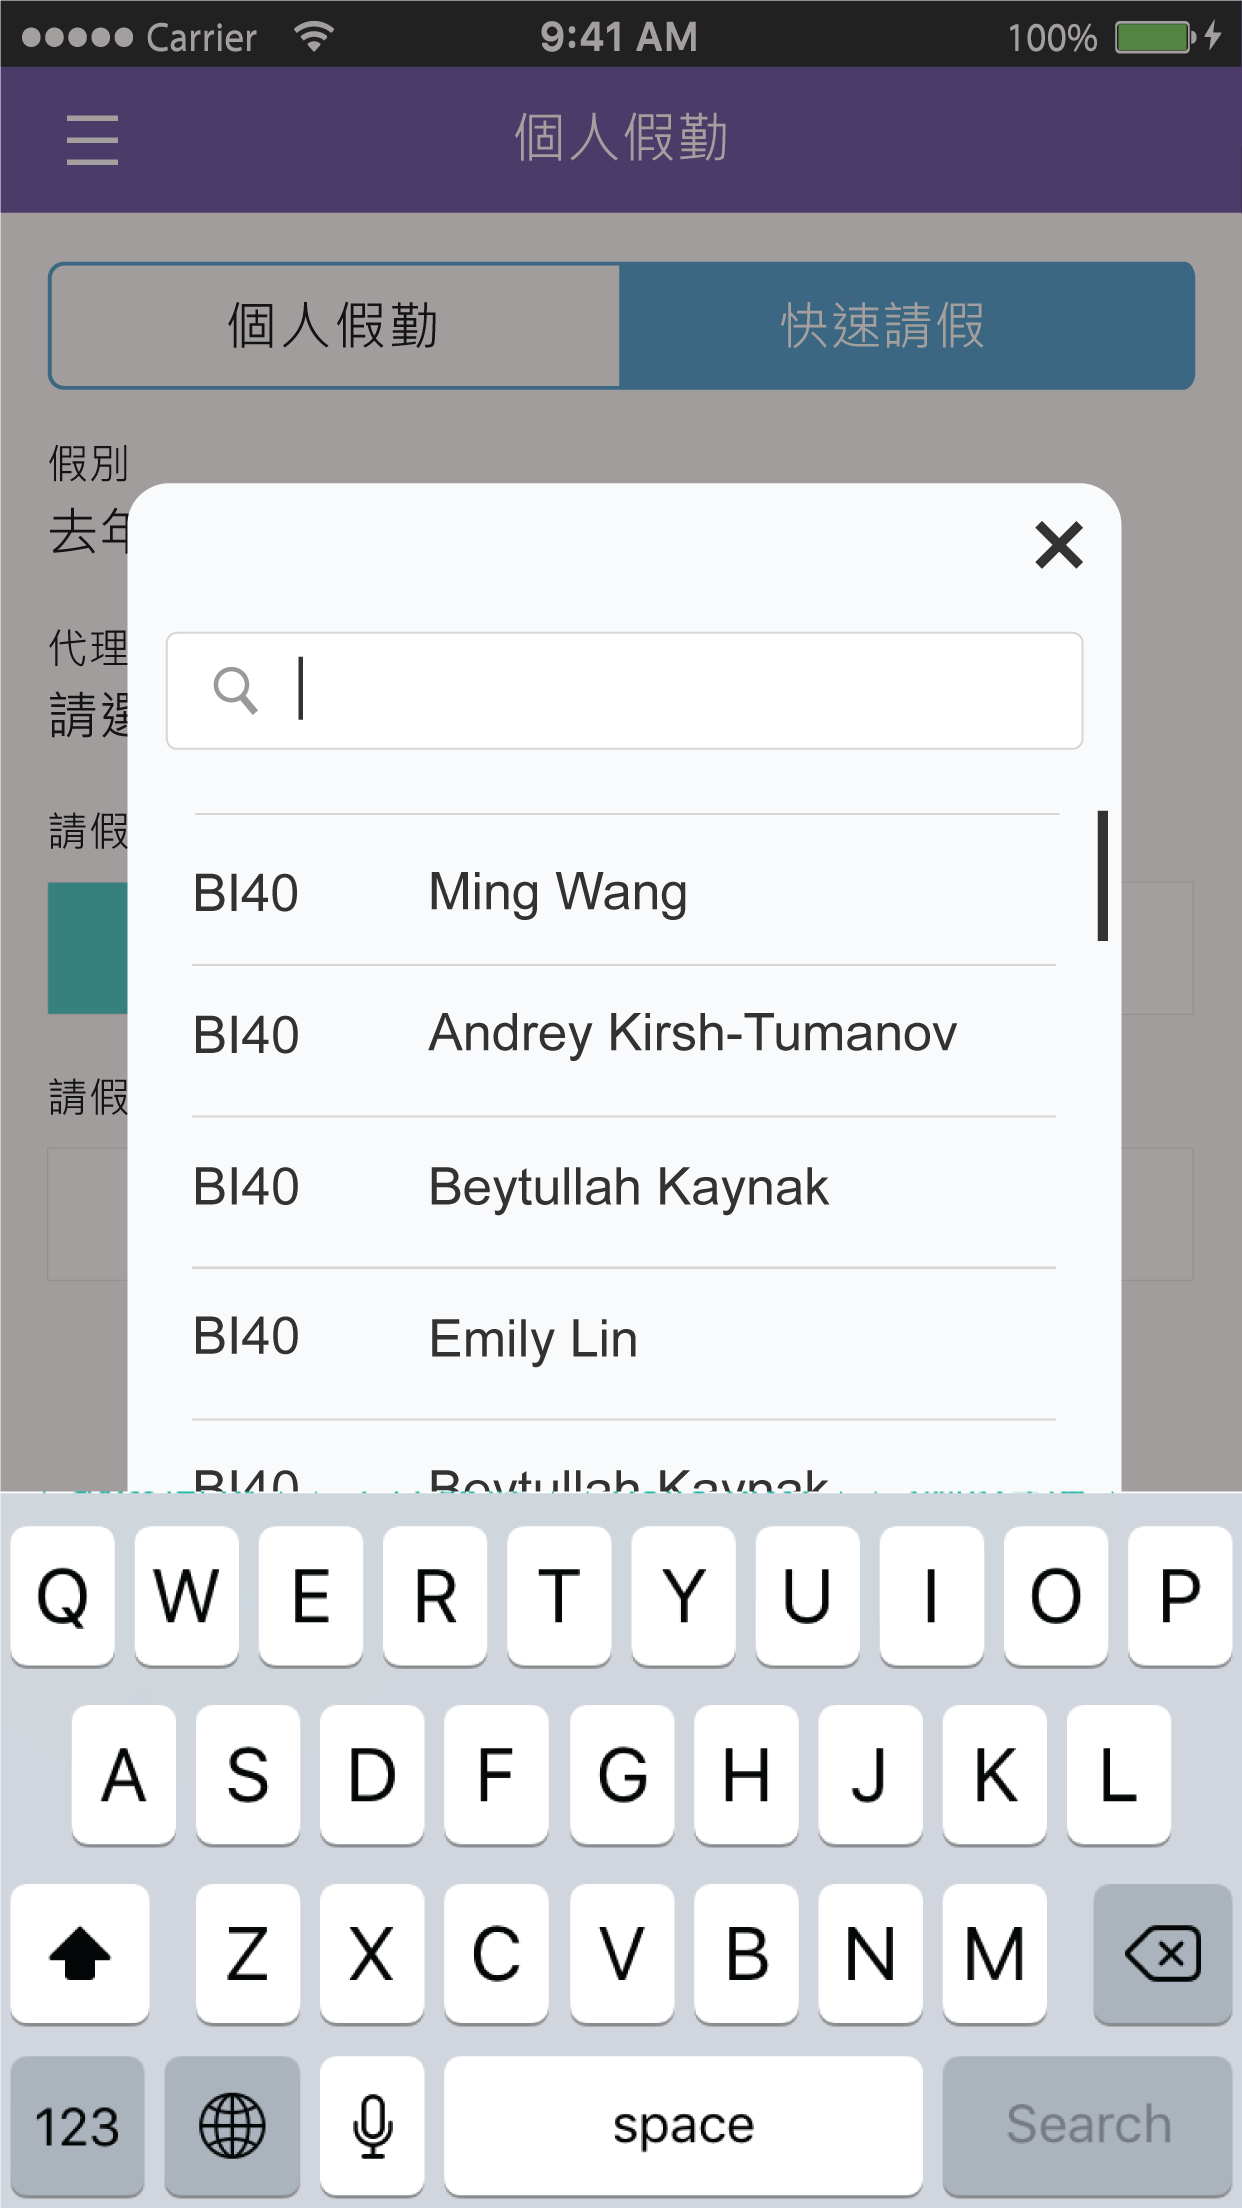 Carrier 9:41 AM 100%
個人假勤
個人假勤 快速請假
假別
去年
代理
請選
請假
BI40 Ming Wang
BI40 Andrey Kirsh-Tumanov
BI40 Beytullah Kaynak
請假
BI40 Emily Lin
BI40 Beytullah Kaynak
Q W E R T Y U I O P
A S D F G H J K L
Z X C V B N M
123 space Search